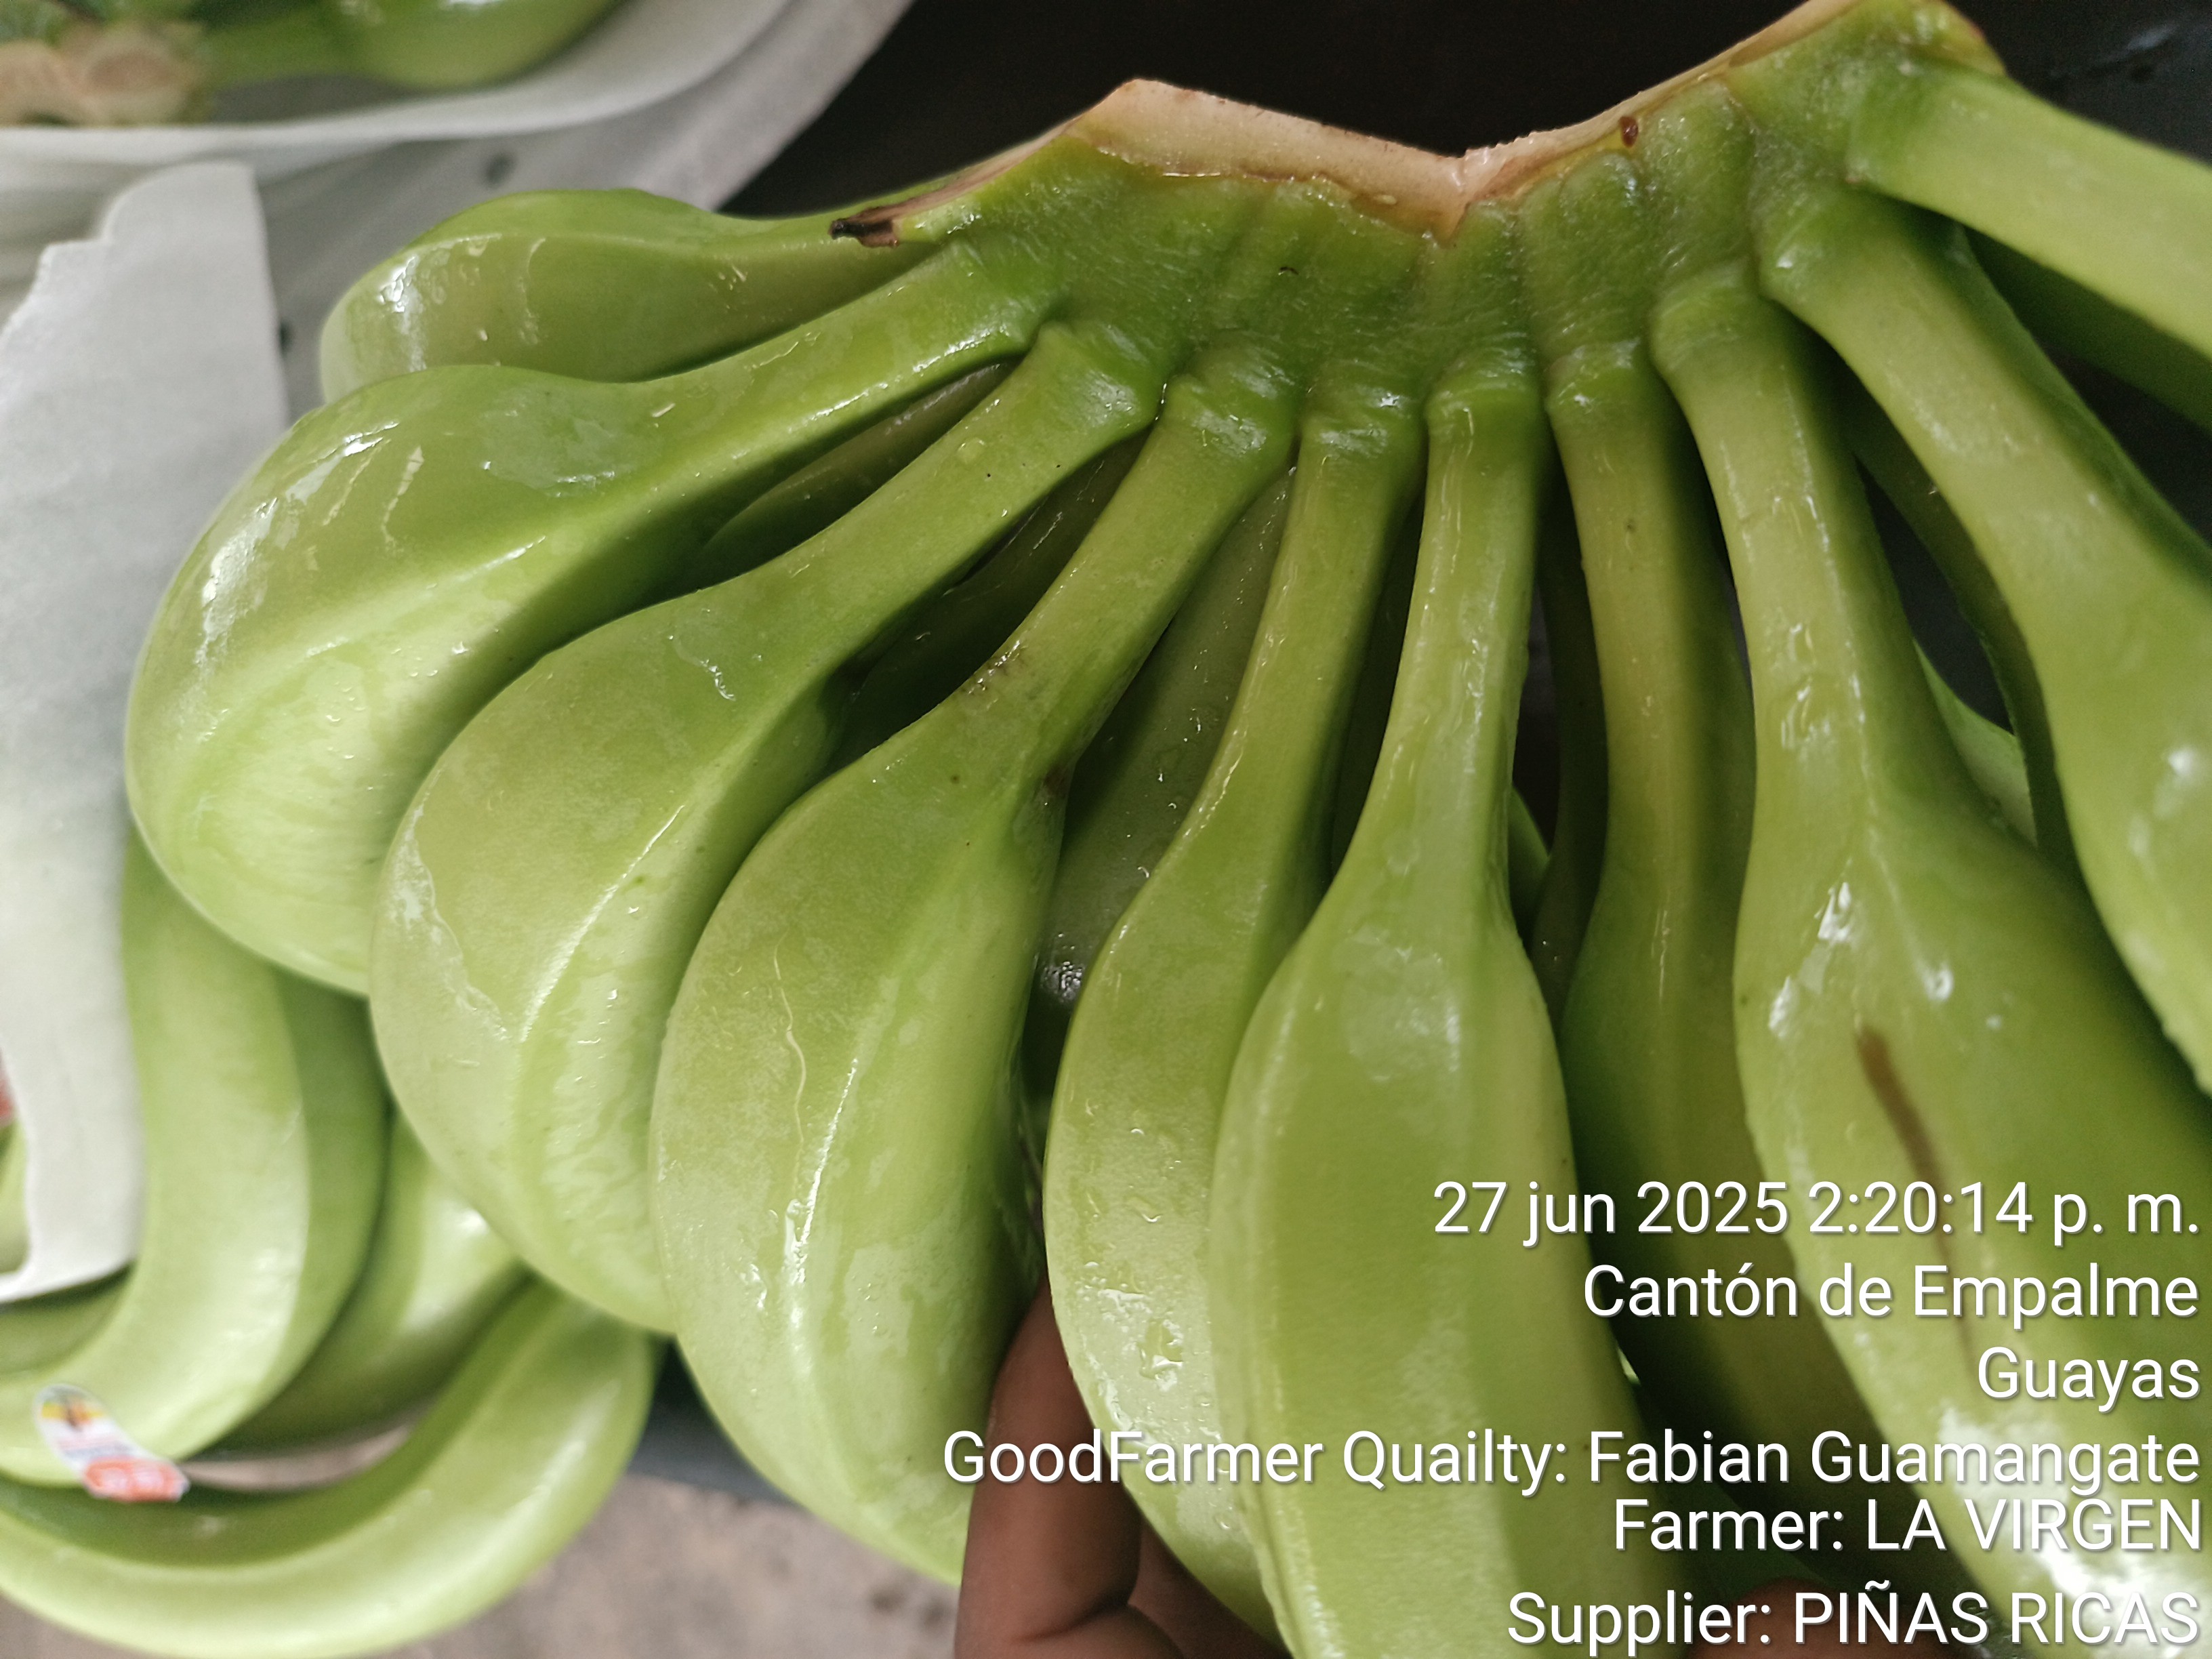 27 jun 2025 2:20:14 p. m.
Cantón de Empalme
Guayas
GoodFarmer Quailty: Fabian Guamangate
Farmer: LA VIRGEN
Supplier: PIÑAS RICAS